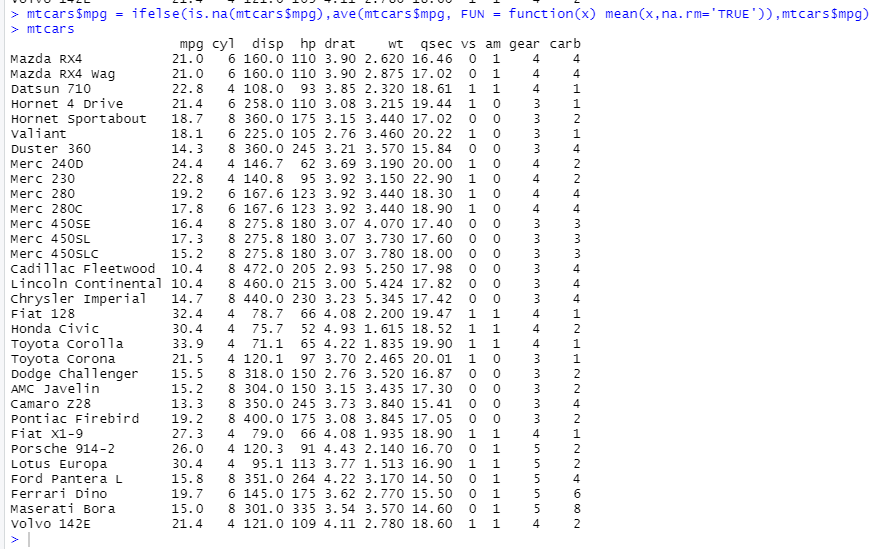 > mtcars$mpg = ifelse(is.na(mtcars$mpg),ave(mtcars$mpg, FUN = function(x) mean(x,na.rm='TRUE')),mtcars$mpg)
> mtcars
                     mpg cyl  disp  hp drat    wt  qsec vs am gear carb
Mazda RX4           21.0   6 160.0 110 3.90 2.620 16.46  0  1    4    4
Mazda RX4 Wag       21.0   6 160.0 110 3.90 2.875 17.02  0  1    4    4
Datsun 710          22.8   4 108.0  93 3.85 2.320 18.61  1  1    4    1
Hornet 4 Drive      21.4   6 258.0 110 3.08 3.215 19.44  1  0    3    1
Hornet Sportabout   18.7   8 360.0 175 3.15 3.440 17.02  0  0    3    2
Valiant             18.1   6 225.0 105 2.76 3.460 20.22  1  0    3    1
Duster 360          14.3   8 360.0 245 3.21 3.570 15.84  0  0    3    4
Merc 240D           24.4   4 146.7  62 3.69 3.190 20.00  1  0    4    2
Merc 230            22.8   4 140.8  95 3.92 3.150 22.90  1  0    4    2
Merc 280            19.2   6 167.6 123 3.92 3.440 18.30  1  0    4    4
Merc 280C           17.8   6 167.6 123 3.92 3.440 18.90  1  0    4    4
Merc 450SE          16.4   8 275.8 180 3.07 4.070 17.40  0  0    3    3
Merc 450SL          17.3   8 275.8 180 3.07 3.730 17.60  0  0    3    3
Merc 450SLC         15.2   8 275.8 180 3.07 3.780 18.00  0  0    3    3
Cadillac Fleetwood  10.4   8 472.0 205 2.93 5.250 17.98  0  0    3    4
Lincoln Continental 10.4   8 460.0 215 3.00 5.424 17.82  0  0    3    4
Chrysler Imperial   14.7   8 440.0 230 3.23 5.345 17.42  0  0    3    4
Fiat 128            32.4   4  78.7  66 4.08 2.200 19.47  1  1    4    1
Honda Civic         30.4   4  75.7  52 4.93 1.615 18.52  1  1    4    2
Toyota Corolla      33.9   4  71.1  65 4.22 1.835 19.90  1  1    4    1
Toyota Corona       21.5   4 120.1  97 3.70 2.465 20.01  1  0    3    1
Dodge Challenger    15.5   8 318.0 150 2.76 3.520 16.87  0  0    3    2
AMC Javelin         15.2   8 304.0 150 3.15 3.435 17.30  0  0    3    2
Camaro Z28          13.3   8 350.0 245 3.73 3.840 15.41  0  0    3    4
Pontiac Firebird    19.2   8 400.0 175 3.08 3.845 17.05  0  0    3    2
Fiat X1-9           27.3   4  79.0  66 4.08 1.935 18.90  1  1    4    1
Porsche 914-2       26.0   4 120.3  91 4.43 2.140 16.70  0  1    5    2
Lotus Europa        30.4   4  95.1 113 3.77 1.513 16.90  1  1    5    2
Ford Pantera L      15.8   8 351.0 264 4.22 3.170 14.50  0  1    5    4
Ferrari Dino        19.7   6 145.0 175 3.62 2.770 15.50  0  1    5    6
Maserati Bora       15.0   8 301.0 335 3.54 3.570 14.60  0  1    5    8
Volvo 142E          21.4   4 121.0 109 4.11 2.780 18.60  1  1    4    2
>